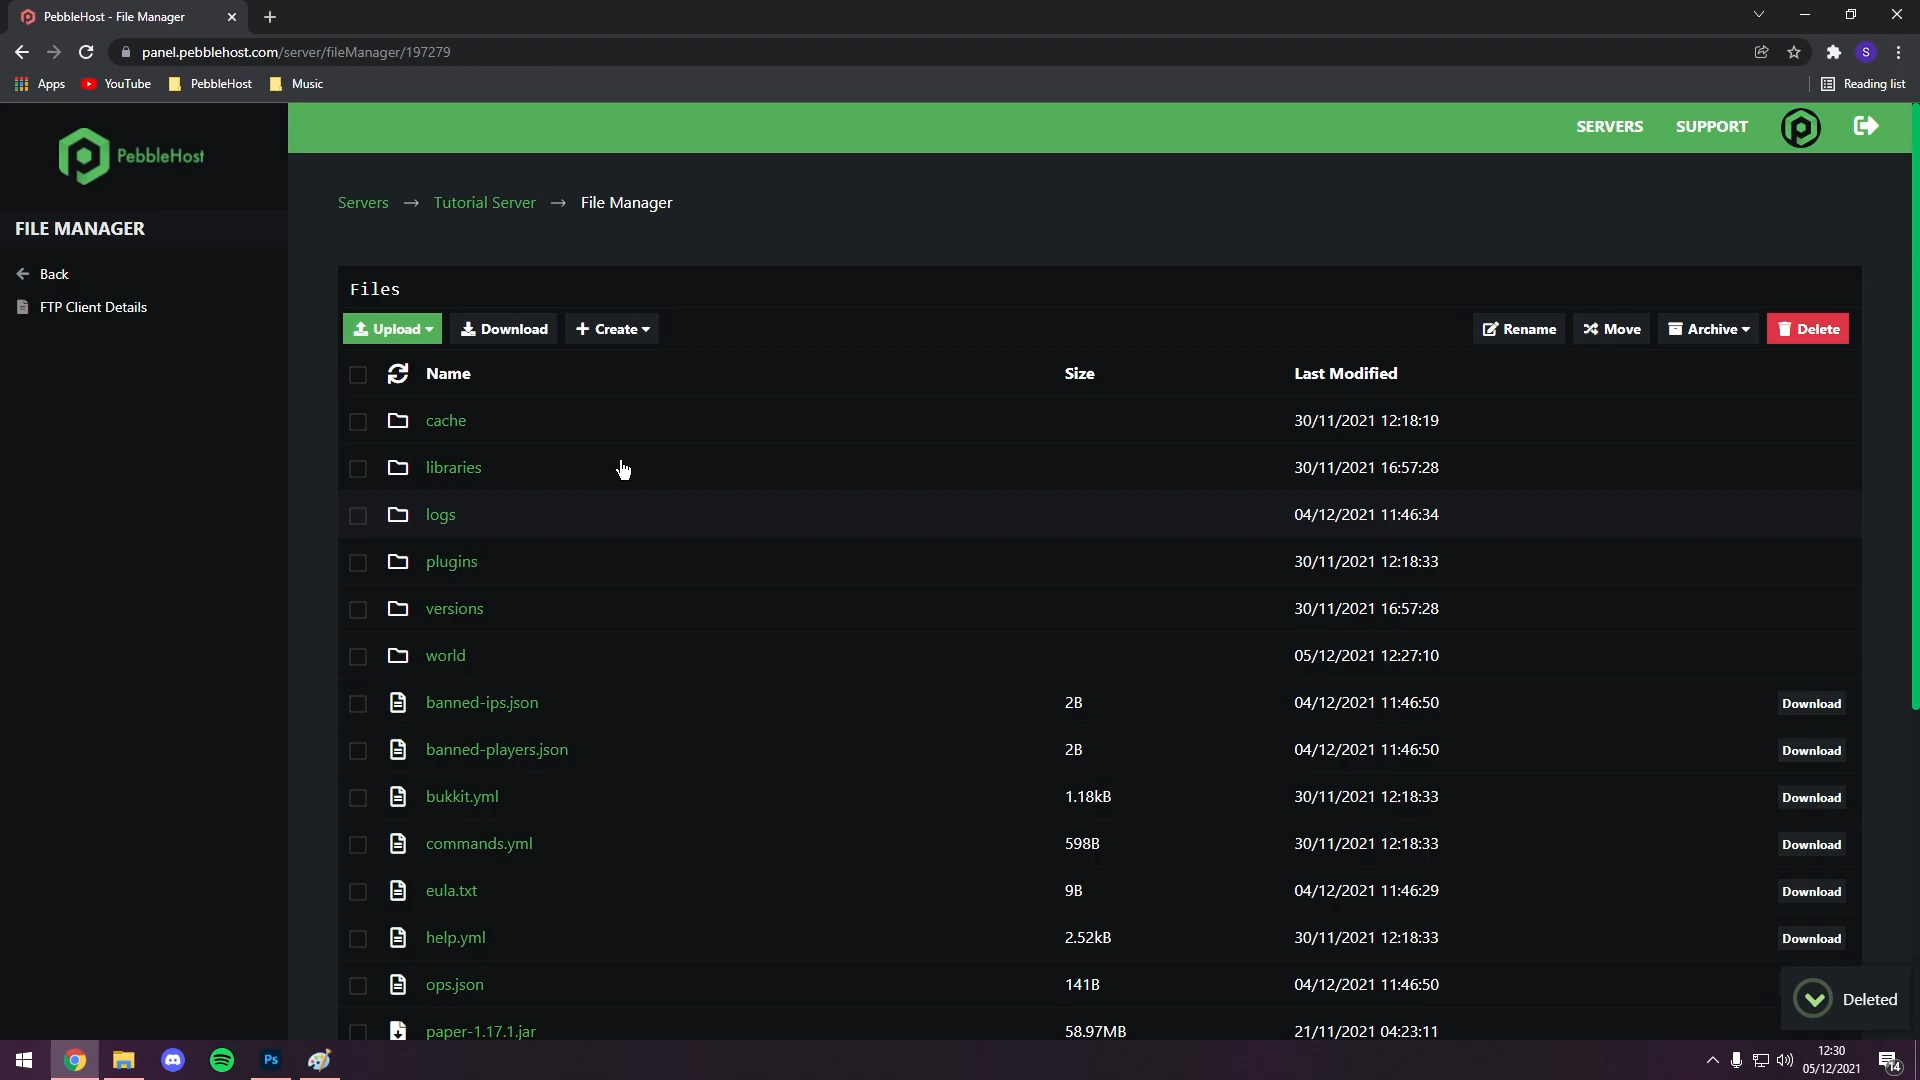 PebbleHost - File Manager
panel.pebblehost.com/server/fileManager/197279
S
Apps YouTube PebbleHost Music Reading list
PebbleHost
SERVERS SUPPORT
Servers → Tutorial Server → File Manager
FILE MANAGER
Back
FTP Client Details
Files
Upload Download + Create Rename Move Archive Delete
Name Size Last Modified
cache 30/11/2021 12:18:19
libraries 30/11/2021 16:57:28
logs 04/12/2021 11:46:34
plugins 30/11/2021 12:18:33
versions 30/11/2021 16:57:28
world 05/12/2021 12:27:10
banned-ips.json 2B 04/12/2021 11:46:50 Download
banned-players.json 2B 04/12/2021 11:46:50 Download
bukkit.yml 1.18kB 30/11/2021 12:18:33 Download
commands.yml 598B 30/11/2021 12:18:33 Download
eula.txt 9B 04/12/2021 11:46:29 Download
help.yml 2.52kB 30/11/2021 12:18:33 Download
ops.json 141B 04/12/2021 11:46:50
Deleted
paper-1.17.1.jar 58.97MB 21/11/2021 04:23:11
Ps
12:30
05/12/2021
14